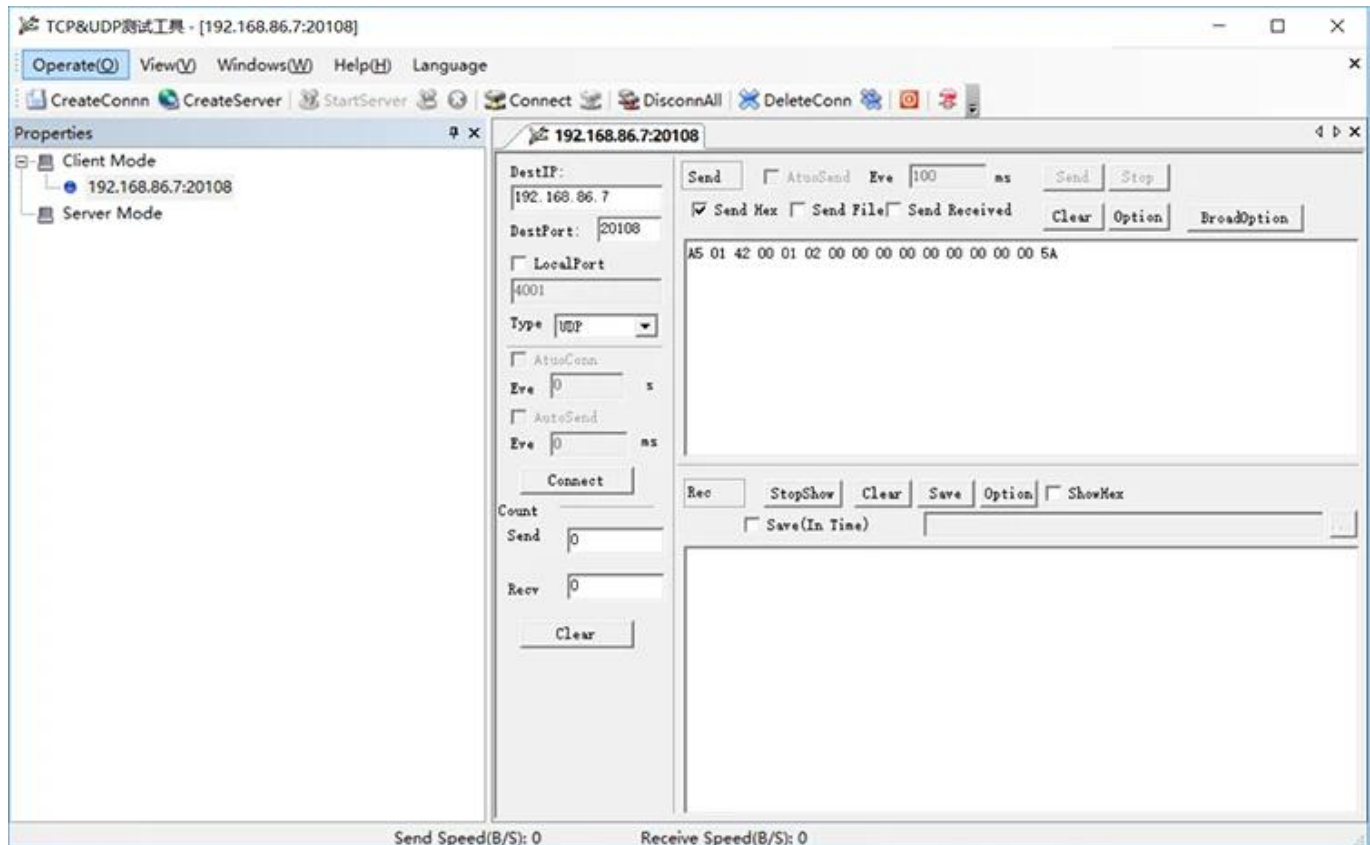 TCP&UDP测试工具 - [192.168.86.7:20108]
Operate(O) View(V) Windows(W) Help(H) Language
CreateConnn CreateServer StartServer Connect DisconnAll DeleteConn
Properties
192.168.86.7:20108
Client Mode
192.168.86.7:20108
Server Mode
DestIP:
192.168.86.7
DestPort: 20108
LocalPort
4001
Type UDP
AtuoConn
Eve 0 s
AutoSend
Eve 0 ms
Connect
Count
Send 0
Recv 0
Clear
Send AtuoSend Eve 100 ms Send Stop
Send Hex Send File Send Received Clear Option BroadOption
A5 01 42 00 01 02 00 00 00 00 00 00 00 00 00 5A
Rec StopShow Clear Save Option ShowHex
Save(In Time) ...
Send Speed(B/S): 0 Receive Speed(B/S): 0